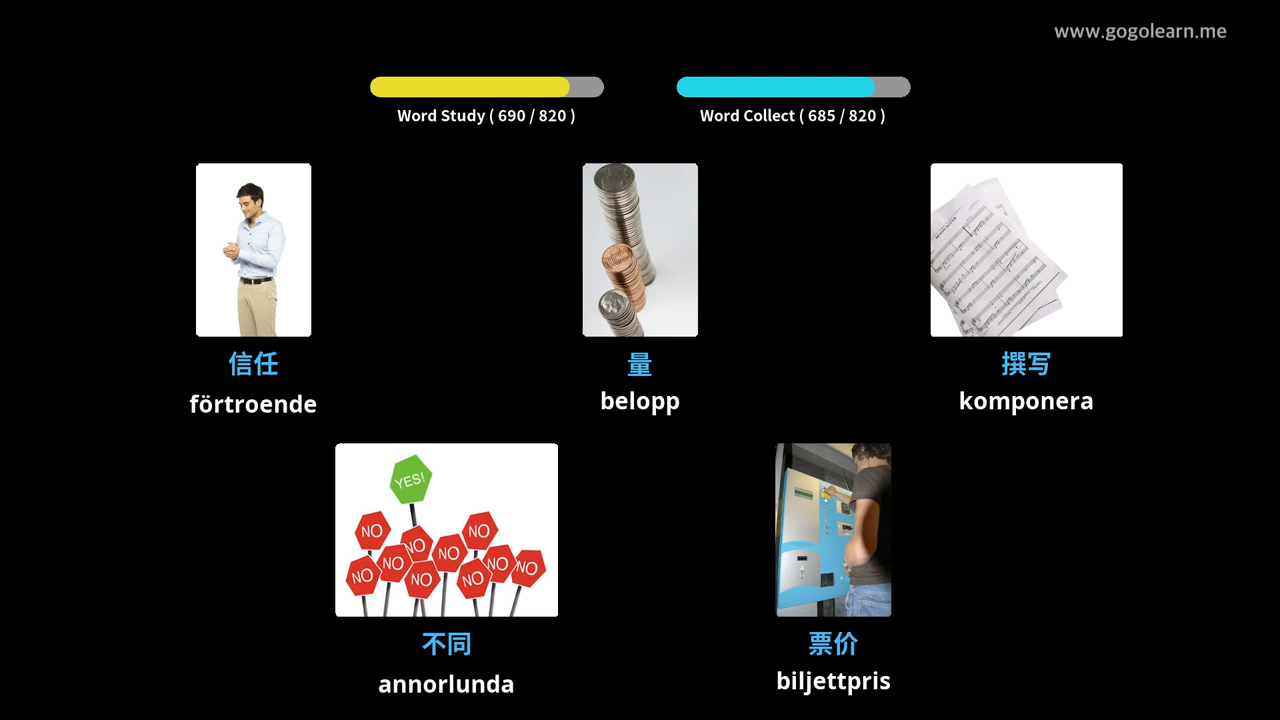 www.gogolearn.me
Word Study ( 690 / 820 )
Word Collect ( 685 / 820 )
信任
förtroende
量
belopp
撰写
komponera
YES!
NO
NO
NO
NO
NO
NO
NO
NO
NO
NO
不同
annorlunda
票价
biljettpris